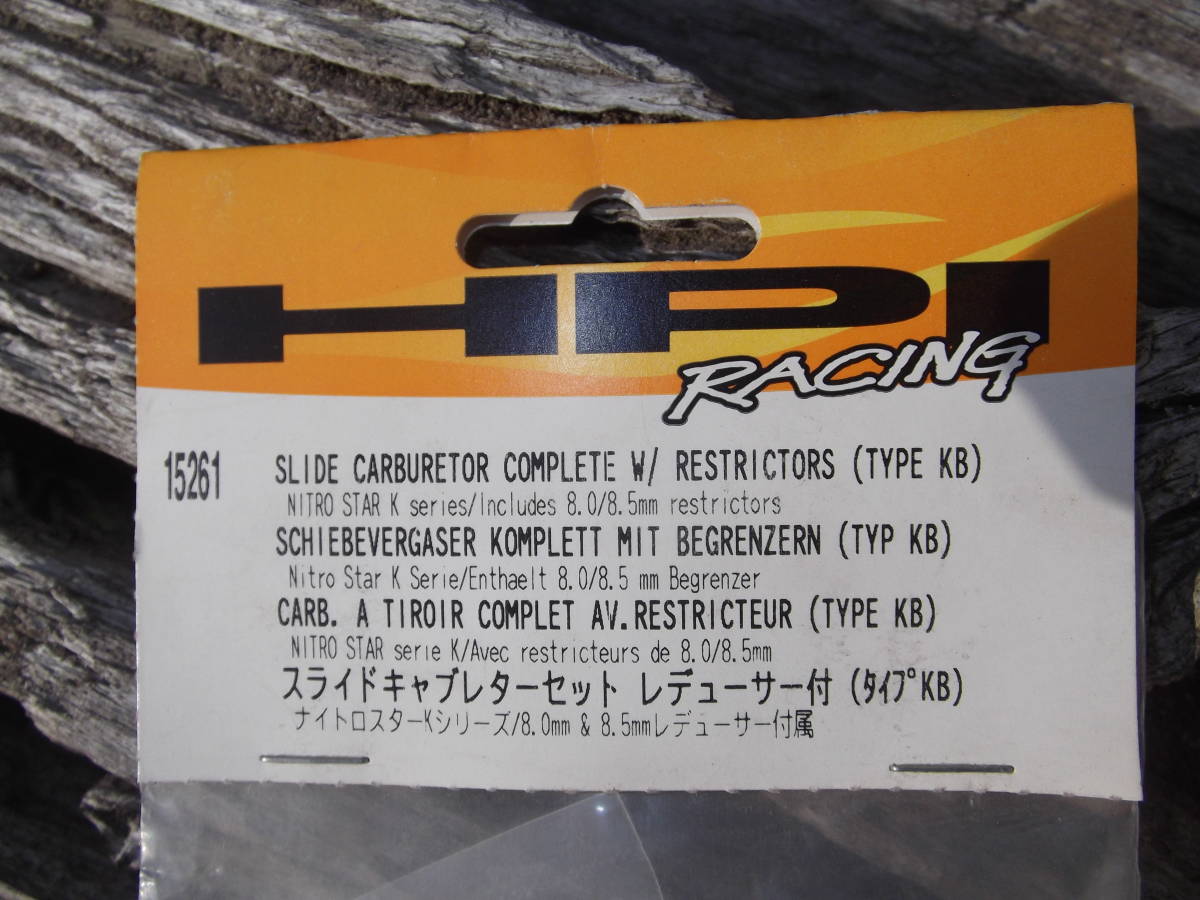 HPI
RACING
15261 SLIDE CARBURETOR COMPLETE W/ RESTRICTORS (TYPE KB)
NITRO STAR K series/Includes 8.0/8.5mm restrictors
SCHIEBEVERGASER KOMPLETT MIT BEGRENZERN (TYP KB)
Nitro Star K Serie/Enthaelt 8.0/8.5 mm Begrenzer
CARB. A TIROIR COMPLET AV.RESTRICTEUR (TYPE KB)
NITRO STAR serie K/Avec restricteurs de 8.0/8.5mm
スライドキャブレターセット レデューサー付 (ﾀｲﾌﾟKB)
ナイトロスターKシリーズ/8.0mm & 8.5mmレデューサー付属